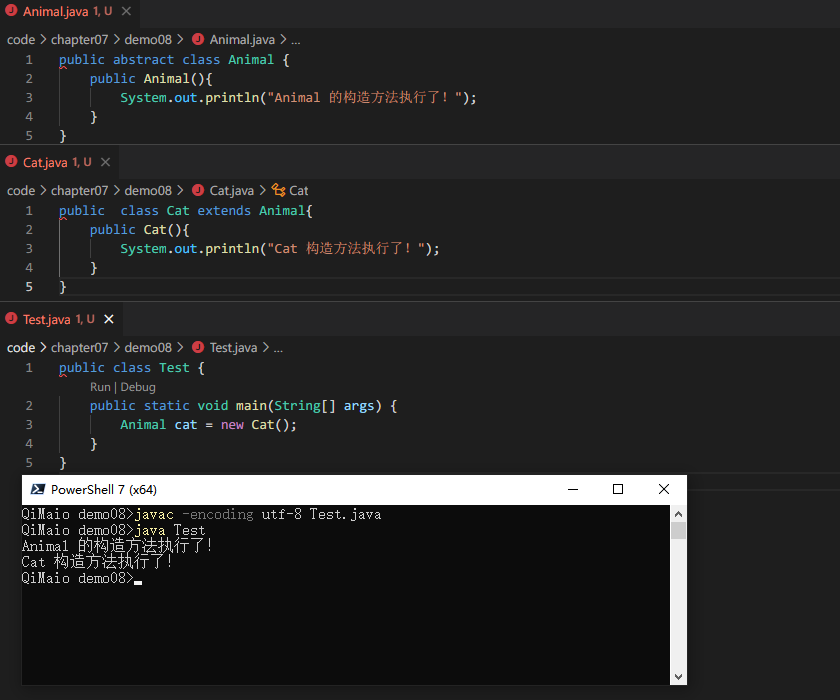 Animal.java 1, U
code > chapter07 > demo08 > Animal.java > ...
1 public abstract class Animal {
2 public Animal(){
3 System.out.println("Animal 的构造方法执行了!");
4 }
5 }
Cat.java 1, U
code > chapter07 > demo08 > Cat.java > Cat
1 public  class Cat extends Animal{
2 public Cat(){
3 System.out.println("Cat 构造方法执行了!");
4 }
5 }
Test.java 1, U
code > chapter07 > demo08 > Test.java > ...
1 public class Test {
Run | Debug
2 public static void main(String[] args) {
3 Animal cat = new Cat();
4 }
5 }
PowerShell 7 (x64)
QiMaio demo08>javac -encoding utf-8 Test.java
QiMaio demo08>java Test
Animal 的构造方法执行了!
Cat 构造方法执行了!
QiMaio demo08>